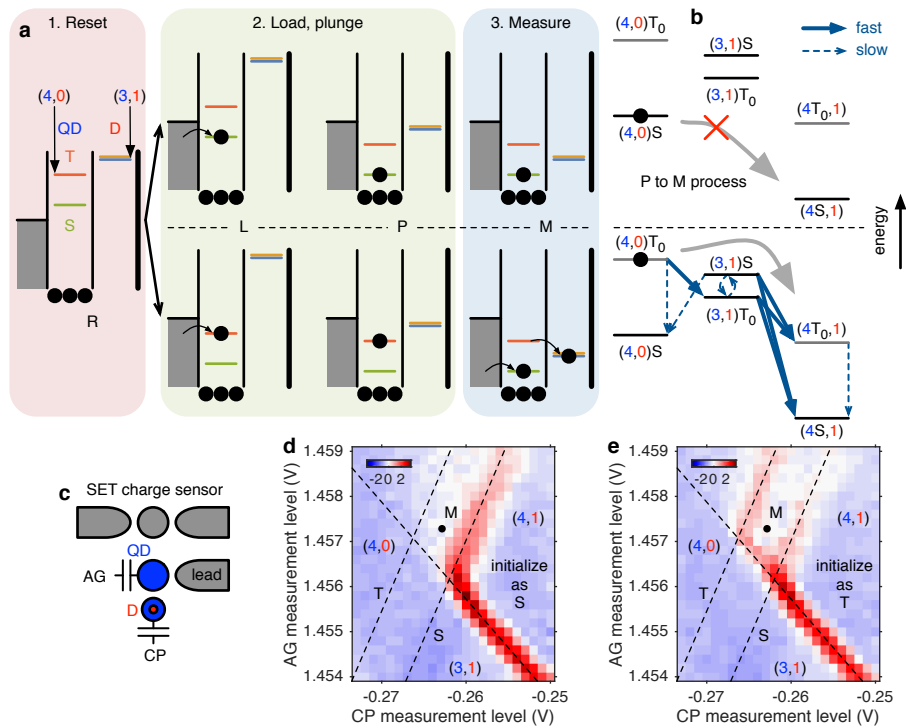 a
1. Reset
2. Load, plunge
3. Measure
(4,0)
(3,1)
QD
D
T
S
R
L
P
M
b
(4,0)T0
(3,1)S
fast
slow
(3,1)T0
(4T0,1)
(4,0)S
P to M process
(4S,1)
energy
(4,0)T0
(3,1)S
(3,1)T0
(4T0,1)
(4,0)S
(4S,1)
c
SET charge sensor
QD
AG
lead
D
CP
d
AG measurement level (V)
1.459
1.458
1.457
1.456
1.455
1.454
-20 2
M
(4,1)
(4,0)
initialize
as
S
T
S
(3,1)
-0.27
-0.26
-0.25
CP measurement level (V)
e
AG measurement level (V)
1.459
1.458
1.457
1.456
1.455
1.454
-20 2
M
(4,1)
(4,0)
initialize
as
T
T
S
(3,1)
-0.27
-0.26
-0.25
CP measurement level (V)